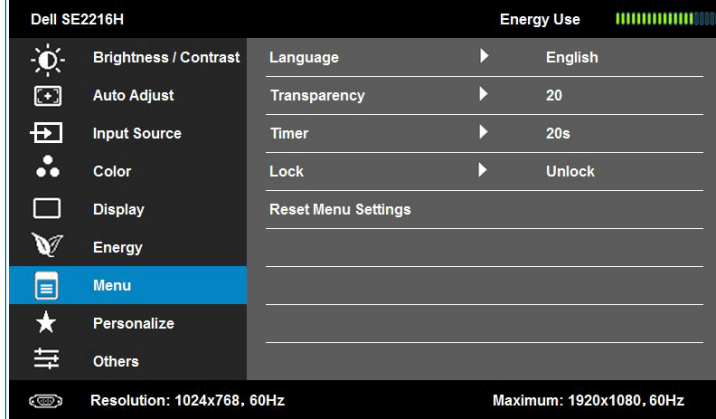 Dell SE2216H Energy Use
Brightness / Contrast Language English
Auto Adjust Transparency 20
Input Source Timer 20s
Color Lock Unlock
Display Reset Menu Settings
Energy
Menu
Personalize
Others
Resolution: 1024x768, 60Hz Maximum: 1920x1080, 60Hz